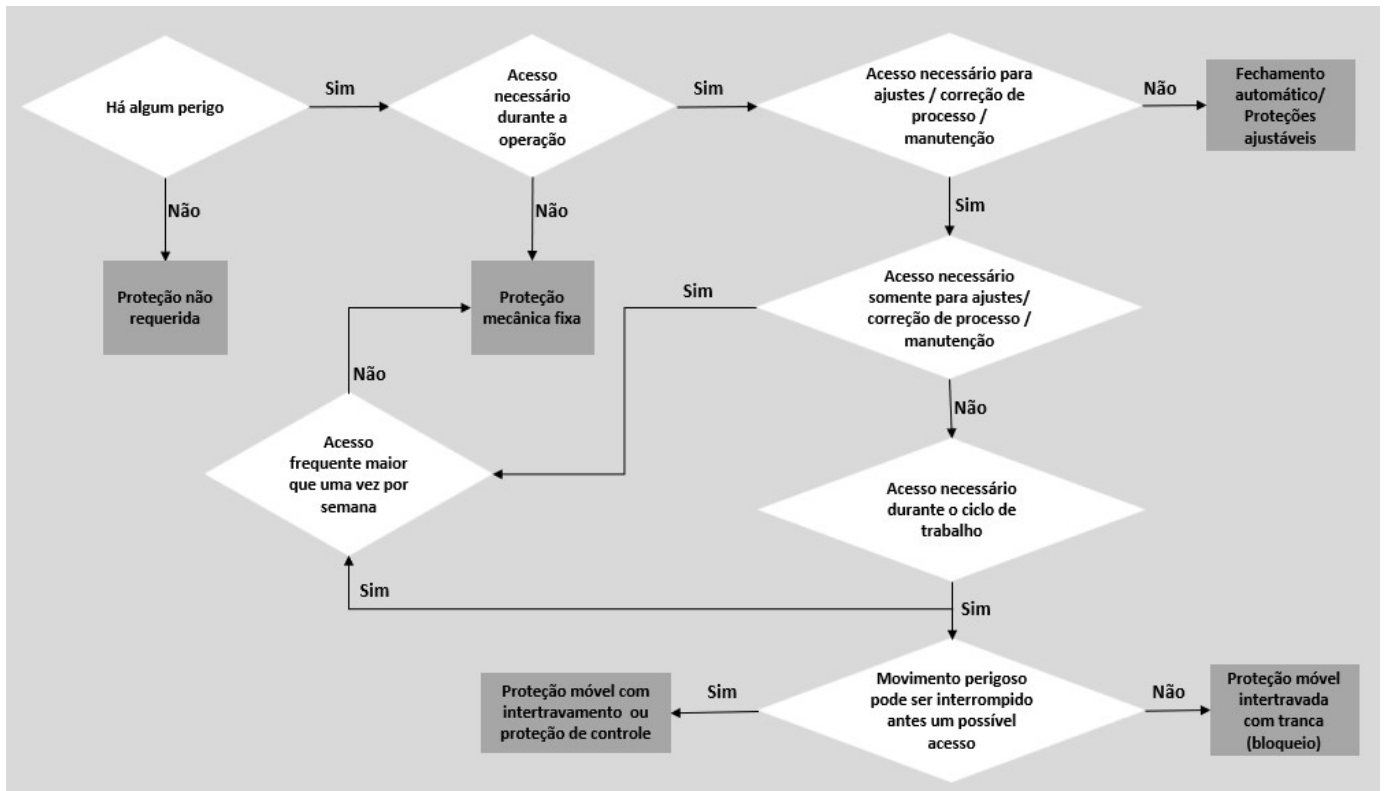 Há algum perigo
Sim
Acesso
necessário
durante a
operação
Sim
Acesso necessário para
ajustes / correção de
processo /
manutenção
Não
Fechamento
automático/
Proteções
ajustáveis
Não
Não
Sim
Proteção não
requerida
Proteção
mecânica fixa
Sim
Acesso necessário
somente para ajustes/
correção de processo /
manutenção
Não
Não
Acesso
frequente maior
que uma vez por
semana
Acesso necessário
durante o ciclo de
trabalho
Sim
Sim
Proteção móvel com
intertravamento ou
proteção de controle
Sim
Movimento perigoso
pode ser interrompido
antes um possível
acesso
Não
Proteção móvel
intertravada
com tranca
(bloqueio)